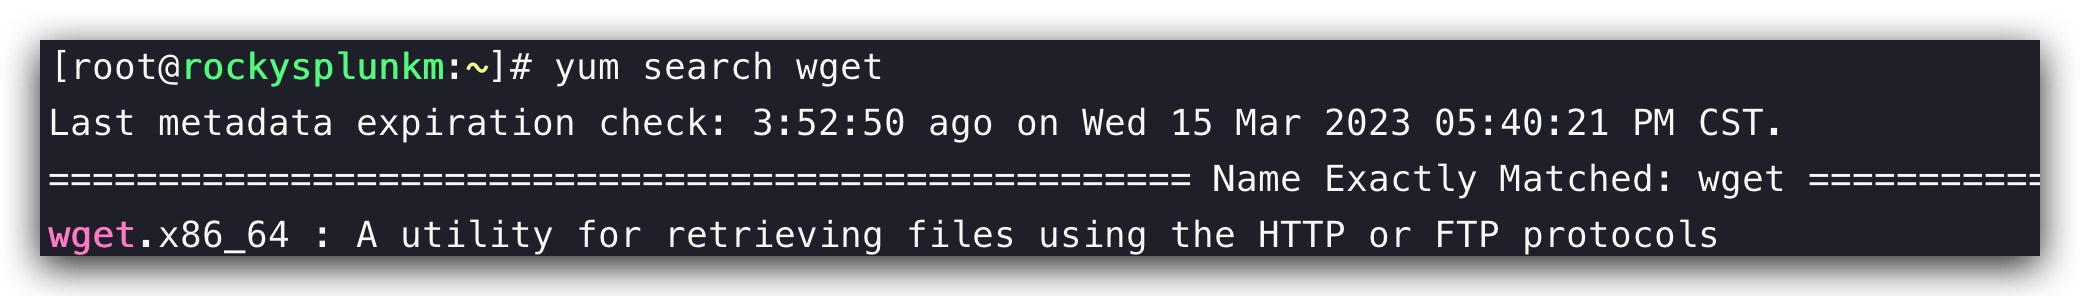 [root@rockysplunkm:~]# yum search wget
Last metadata expiration check: 3:52:50 ago on Wed 15 Mar 2023 05:40:21 PM CST.
==================================================== Name Exactly Matched: wget ===========
wget.x86_64 : A utility for retrieving files using the HTTP or FTP protocols